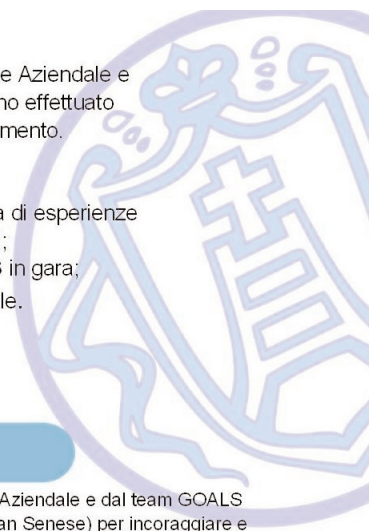 e Aziendale e
no effettuato
mento.
a di esperienze
;
S in gara;
le.
Aziendale e dal team GOALS
an Senese) per incoraggiare e